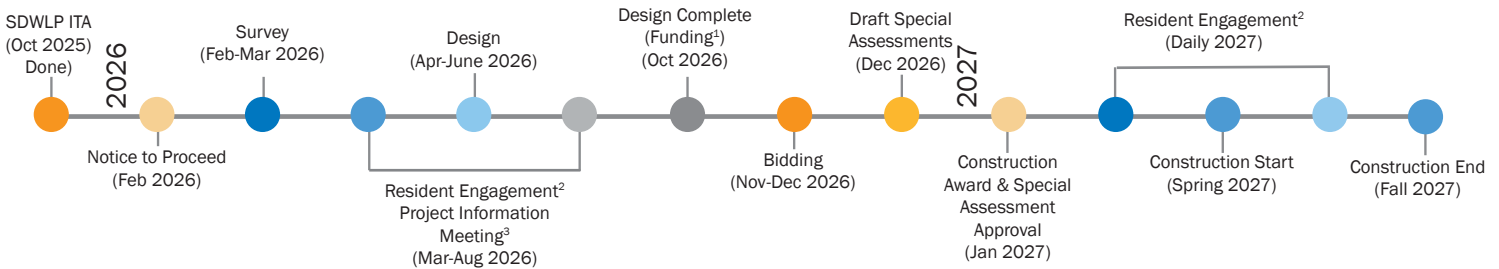 SDWLP ITA
(Oct 2025)
Done)
2026
Notice to Proceed
(Feb 2026)
Survey
(Feb-Mar 2026)
Resident Engagement²
Project Information
Meeting³
(Mar-Aug 2026)
Design
(Apr-June 2026)
Design Complete
(Funding¹)
(Oct 2026)
Bidding
(Nov-Dec 2026)
Draft Special
Assessments
(Dec 2026)
2027
Construction
Award & Special
Assessment
Approval
(Jan 2027)
Resident Engagement²
(Daily 2027)
Construction Start
(Spring 2027)
Construction End
(Fall 2027)